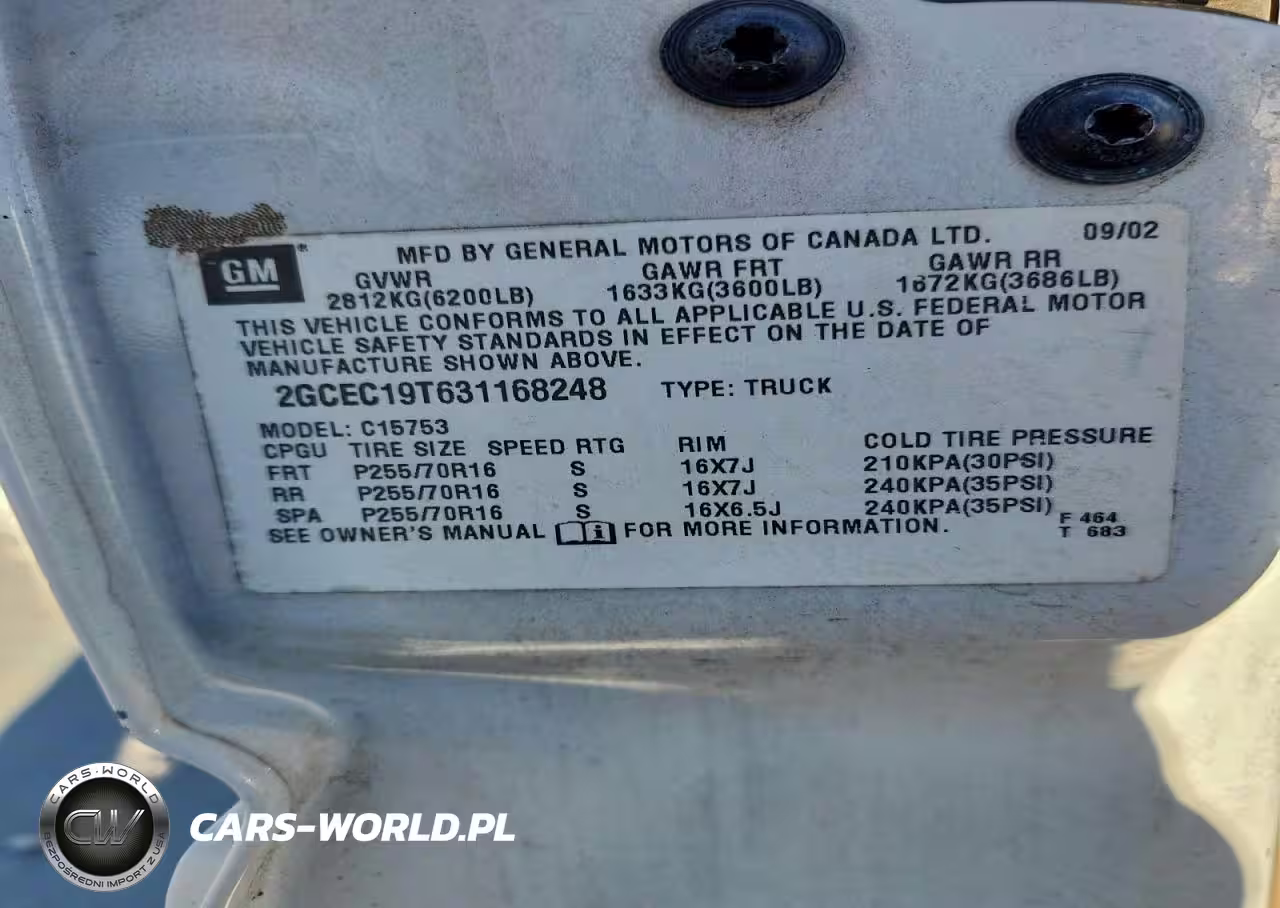 MFD BY GENERAL MOTORS OF CANADA LTD. 09/02
GM ®
GVWR GAWR FRT GAWR RR
2812KG(6200LB) 1633KG(3600LB) 1672KG(3686LB)
THIS VEHICLE CONFORMS TO ALL APPLICABLE U.S. FEDERAL MOTOR
VEHICLE SAFETY STANDARDS IN EFFECT ON THE DATE OF
MANUFACTURE SHOWN ABOVE.
2GCEC19T631168248 TYPE: TRUCK
MODEL: C15753
CPGU TIRE SIZE SPEED RTG RIM COLD TIRE PRESSURE
FRT P255/70R16 S 16X7J 210KPA(30PSI)
RR P255/70R16 S 16X7J 240KPA(35PSI)
SPA P255/70R16 S 16X6.5J 240KPA(35PSI)
SEE OWNER'S MANUAL i FOR MORE INFORMATION.
F 464
T 683
CARS-WORLD
CW
BEZPOŚREDNI IMPORT Z USA
CARS-WORLD.PL